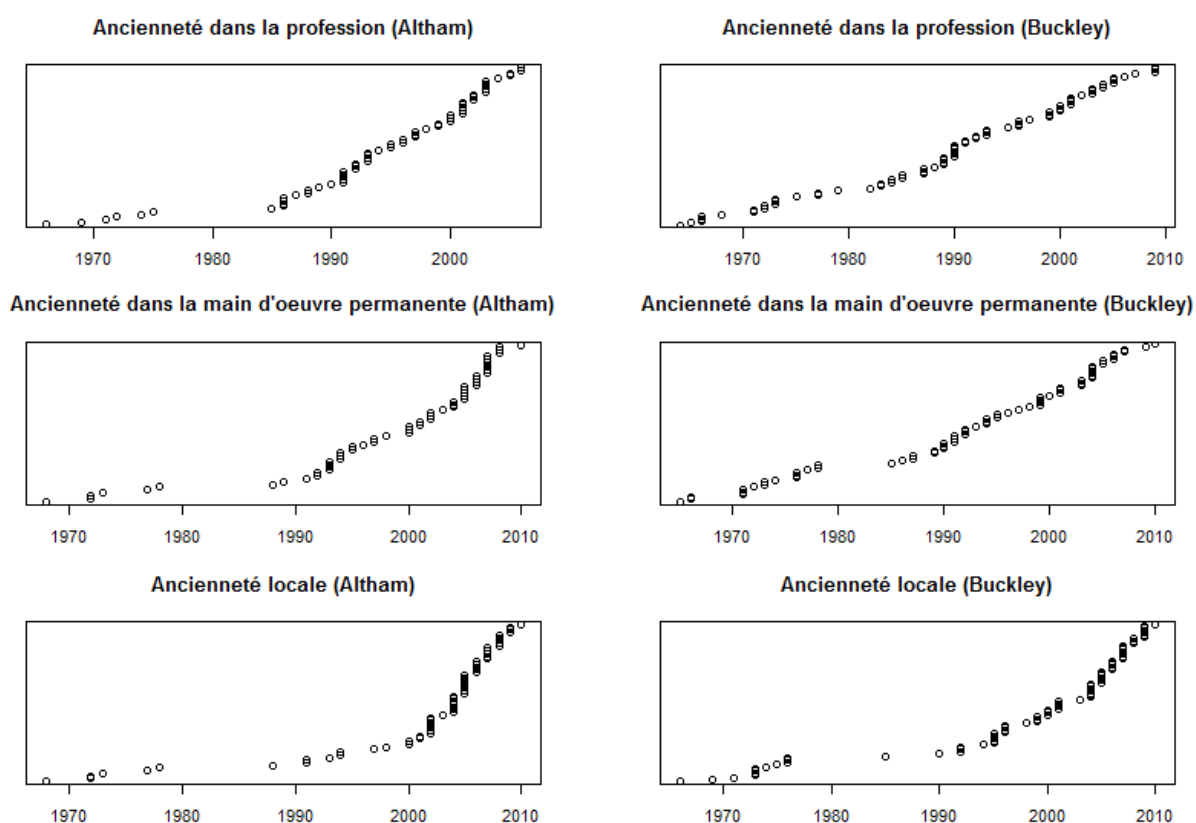 Ancienneté dans la profession (Altham)
1970 1980 1990 2000
Ancienneté dans la profession (Buckley)
1970 1980 1990 2000 2010
Ancienneté dans la main d'oeuvre permanente (Altham)
1970 1980 1990 2000 2010
Ancienneté dans la main d'oeuvre permanente (Buckley)
1970 1980 1990 2000 2010
Ancienneté locale (Altham)
1970 1980 1990 2000 2010
Ancienneté locale (Buckley)
1970 1980 1990 2000 2010